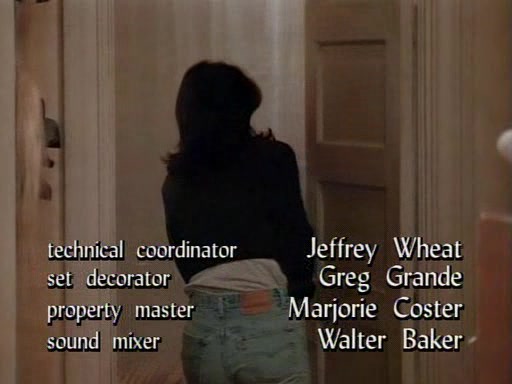 technical coordinator Jeffrey Wheat
set decorator Greg Grande
property master Marjorie Coster
sound mixer Walter Baker